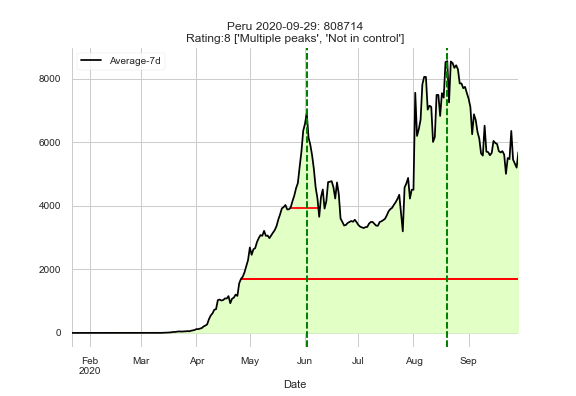 Peru 2020-09-29: 808714
Rating:8 ['Multiple peaks', 'Not in control']
Average-7d
8000
6000
4000
2000
0
Feb Mar Apr May Jun Jul Aug Sep
2020
Date